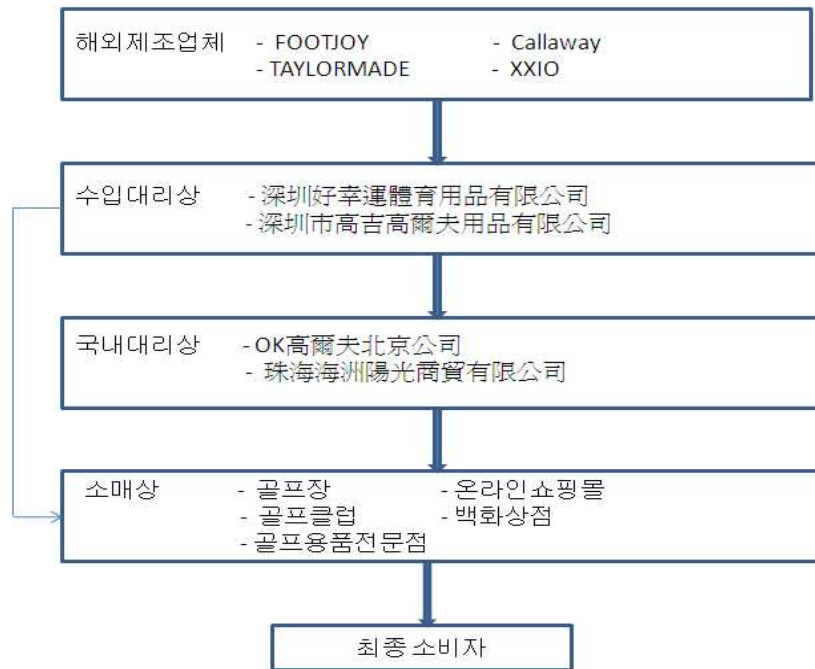 해외제조업체 - FOOTJOY - Callaway
- TAYLORMADE - XXIO
수입대리상 - 深圳好幸運體育用品有限公司
- 深圳市高吉高爾夫用品有限公司
국내대리상 -OK高爾夫北京公司
- 珠海海洲陽光商貿有限公司
소매상 - 골프장 - 온라인쇼핑몰
- 골프클럽 - 백화상점
- 골프용품전문점
최종소비자